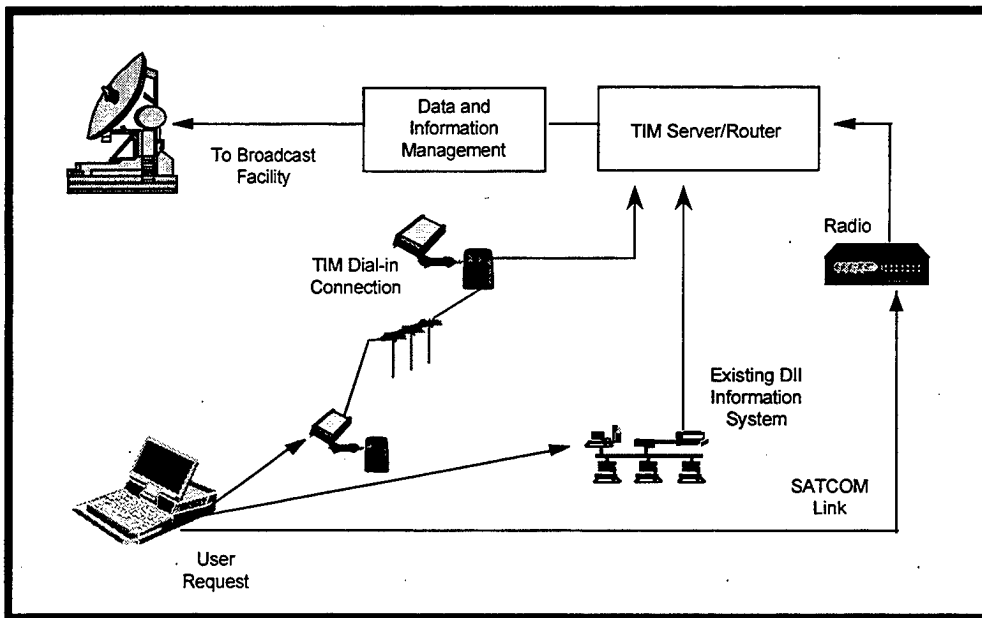 Data and
Information
Management
TIM Server/Router
To Broadcast
Facility
Radio
TIM Dial-in
Connection
Existing DII
Information
System
SATCOM
Link
User
Request